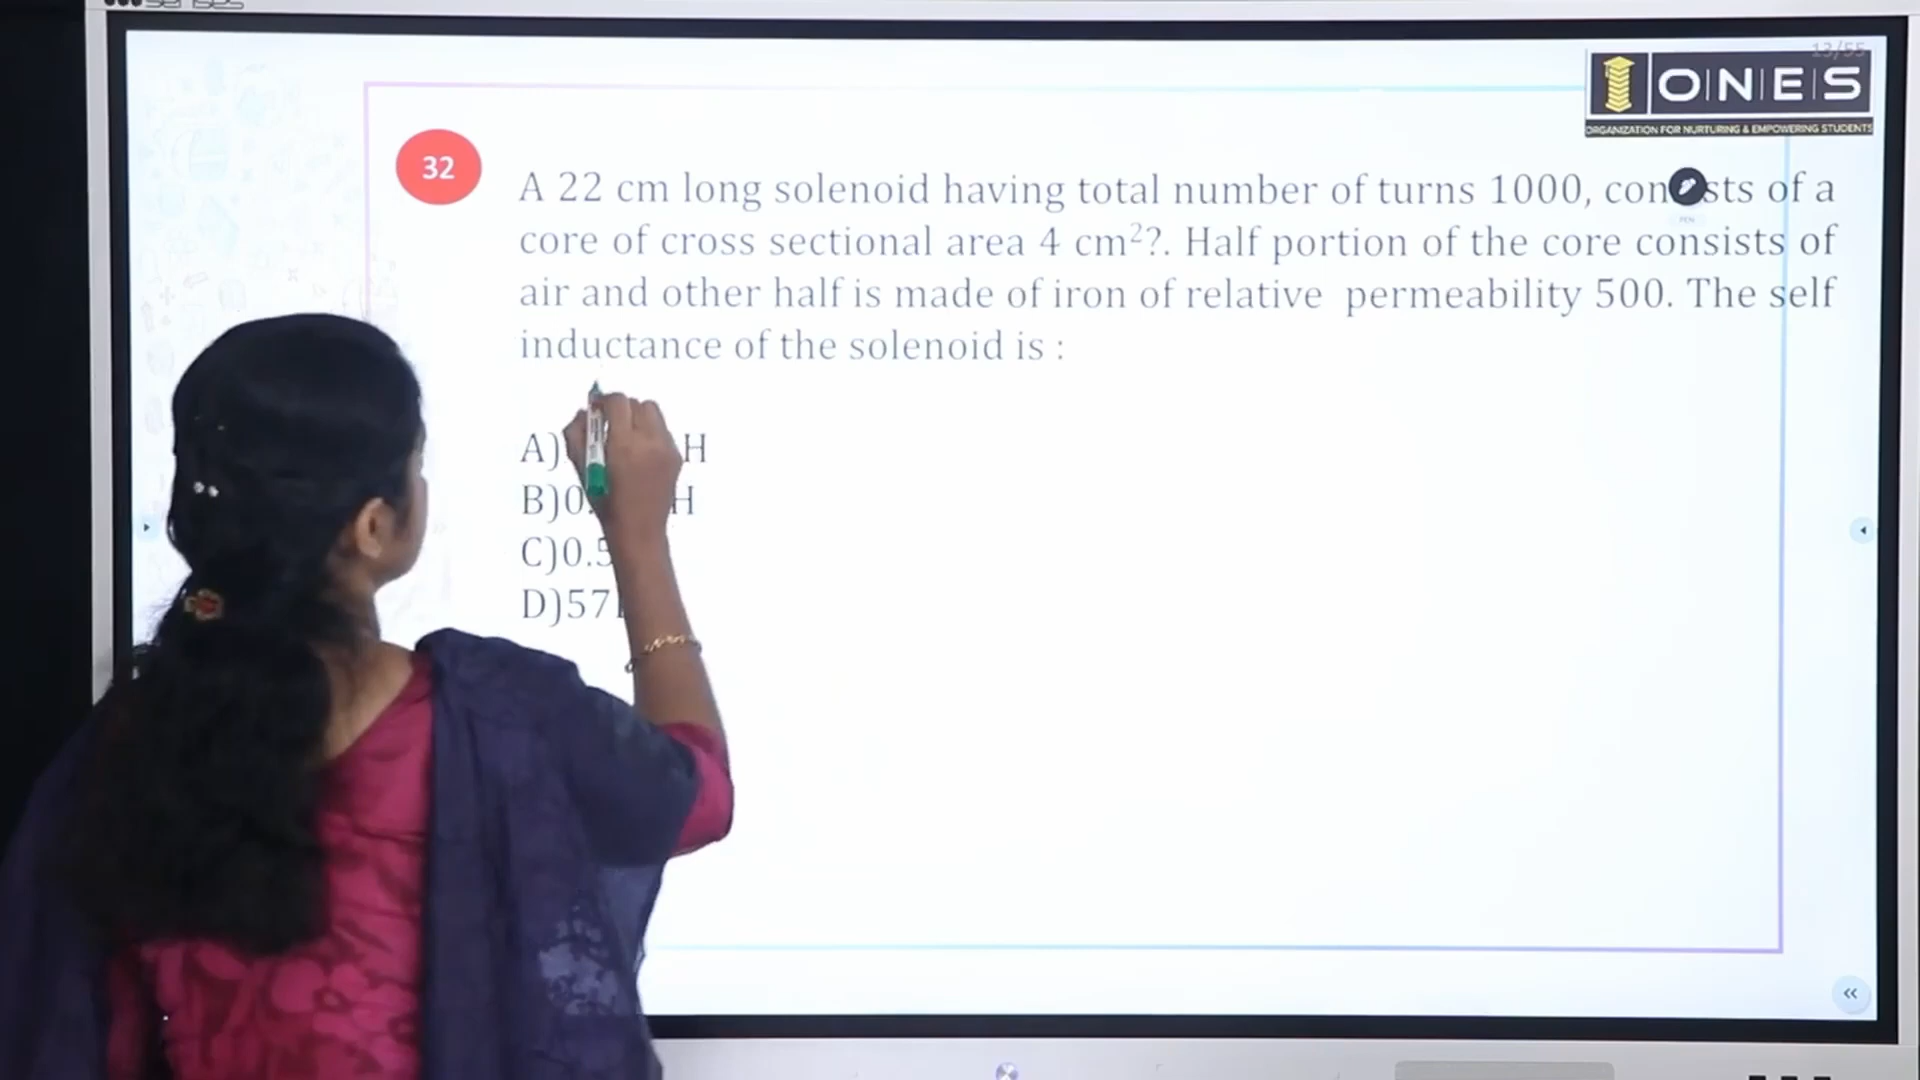 13/55
O|N|E|S
ORGANIZATION FOR NURTURING & EMPOWERING STUDENTS
32
A 22 cm long solenoid having total number of turns 1000, con sts of a
core of cross sectional area 4 cm²?. Half portion of the core consists of
air and other half is made of iron of relative permeability 500. The self
inductance of the solenoid is :
A) H
B)0. H
C)0.5
D)57